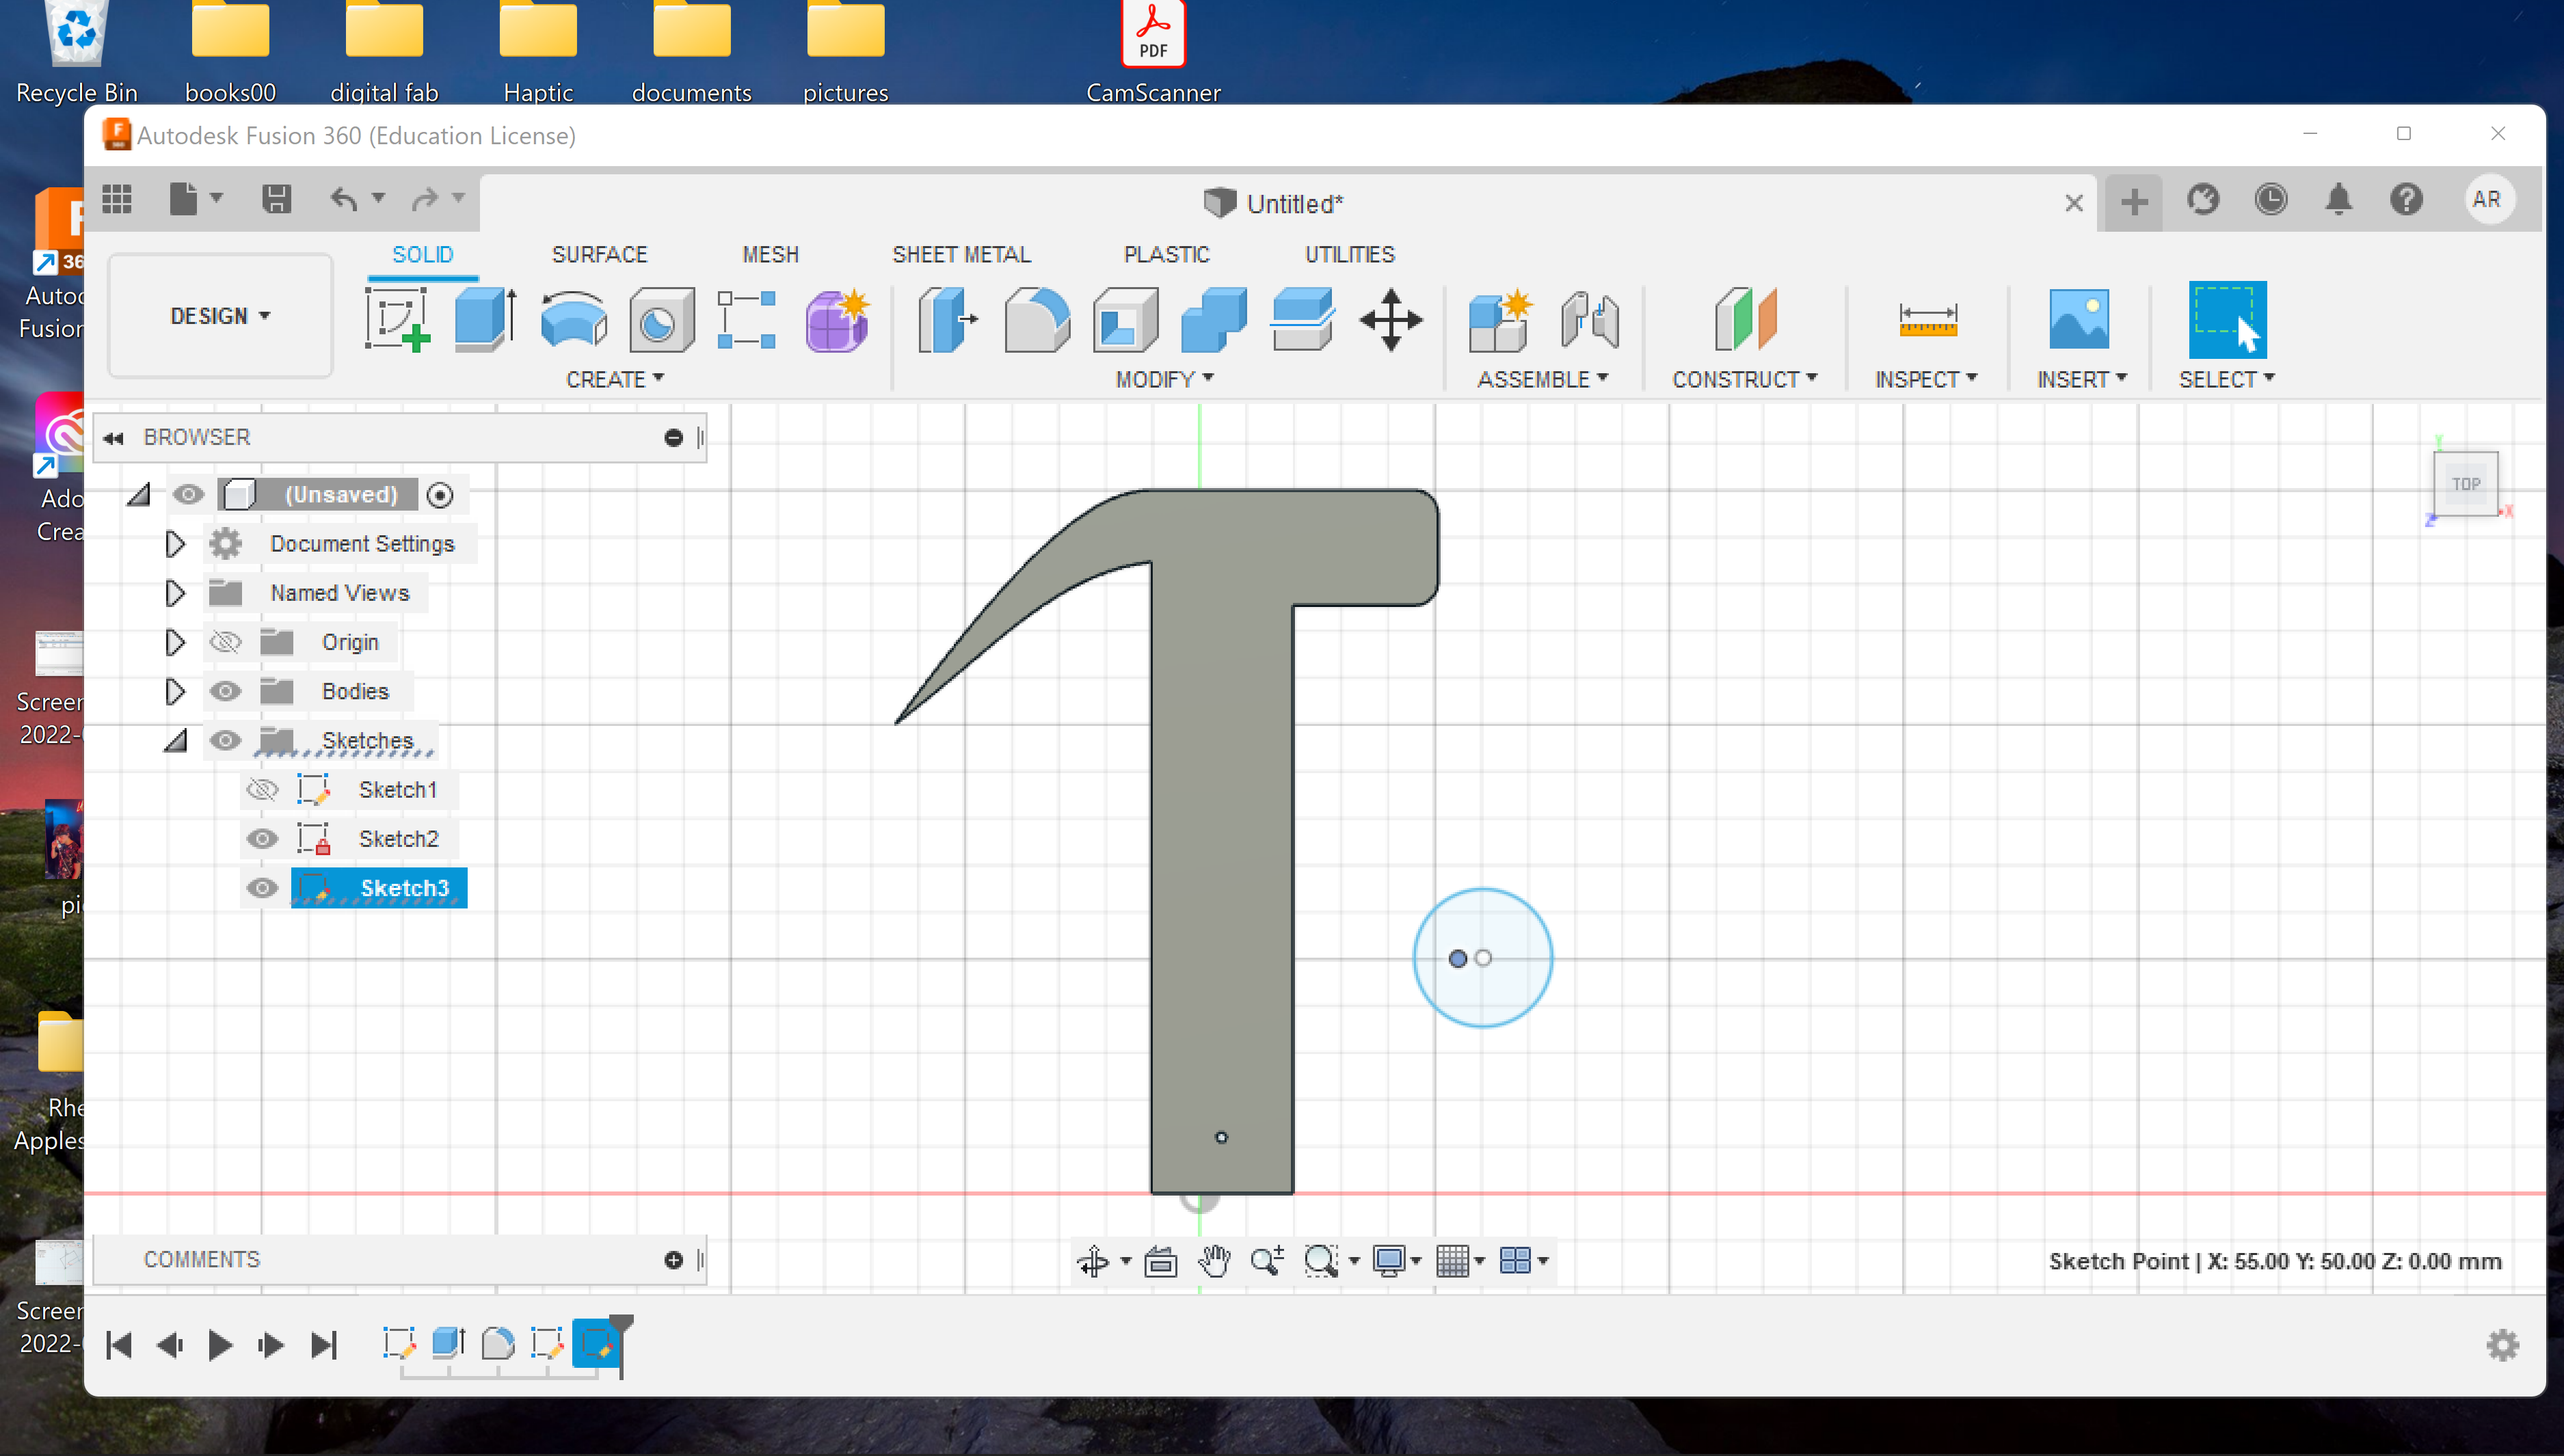 Recycle Bin
books00
digital fab
Haptic
documents
pictures
PDF
CamScanner
Autodesk Fusion 360 (Education License)
Untitled*
AR
DESIGN
SOLID
SURFACE
MESH
SHEET METAL
PLASTIC
UTILITIES
CREATE
MODIFY
ASSEMBLE
CONSTRUCT
INSPECT
INSERT
SELECT
36
Autoc
Fusion
Ado
Crea
Screer
2022-
pi
Rhe
Apples
Screer
2022-
BROWSER
(Unsaved)
Document Settings
Named Views
Origin
Bodies
Sketches
Sketch1
Sketch2
Sketch3
Y
TOP
X
Z
COMMENTS
Sketch Point | X: 55.00 Y: 50.00 Z: 0.00 mm